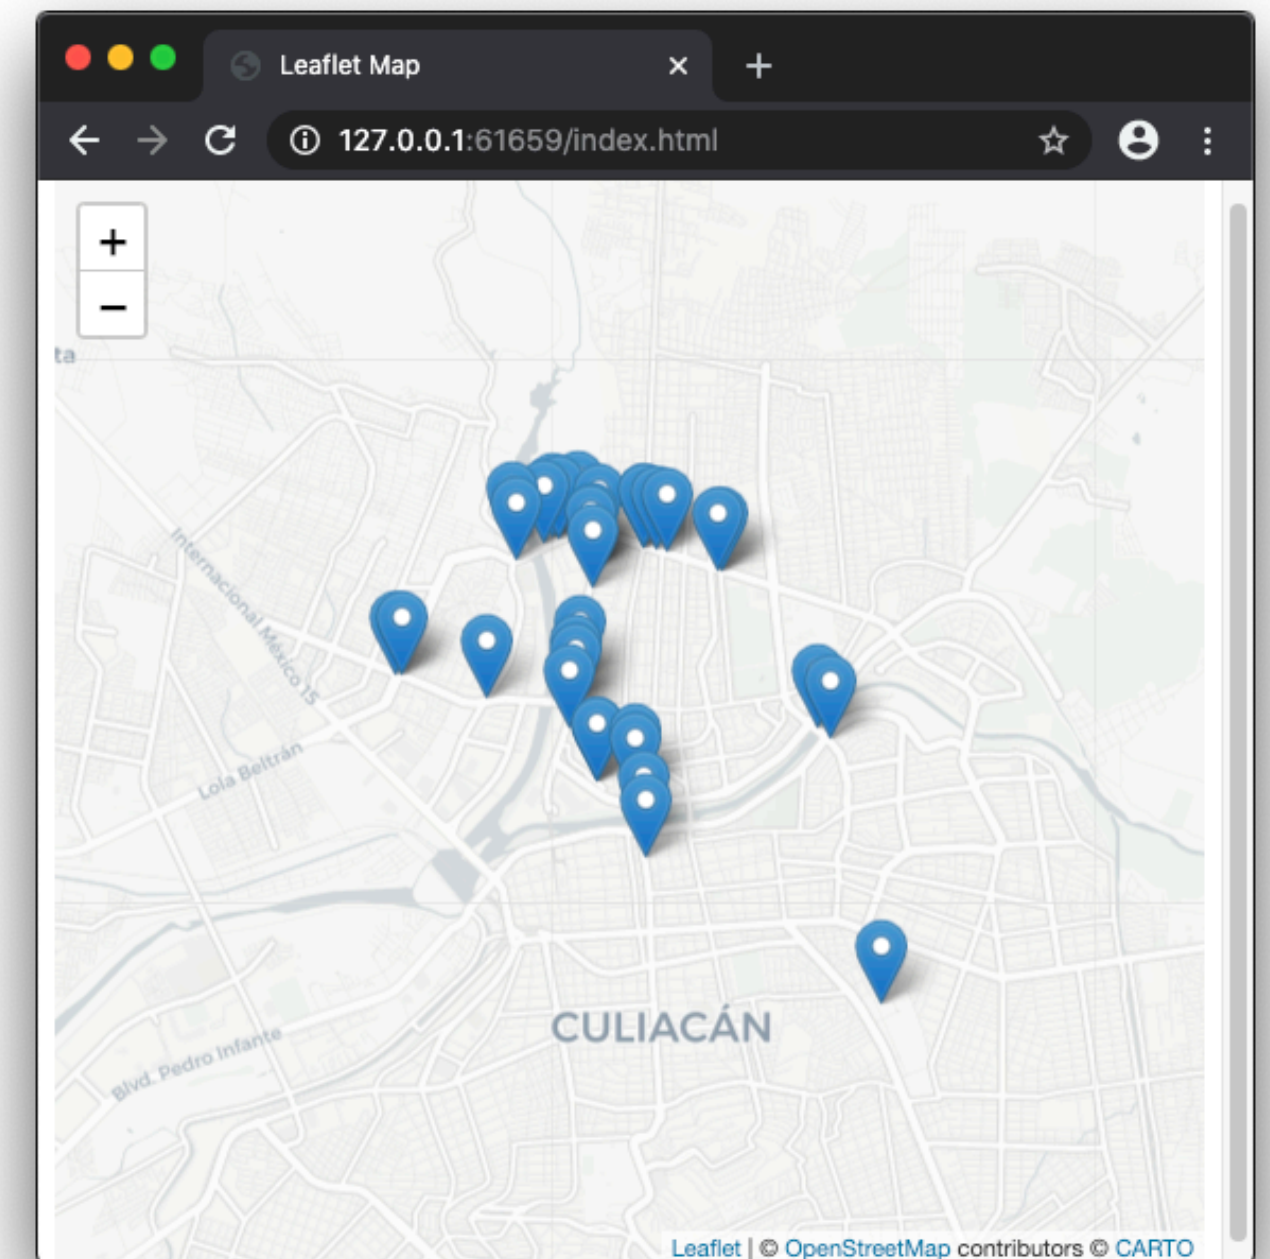 Leaflet Map
127.0.0.1:61659/index.html
+
−
ta
Internacional México 15
Lola Beltrán
CULIACÁN
Blvd. Pedro Infante
Leaflet | © OpenStreetMap contributors © CARTO